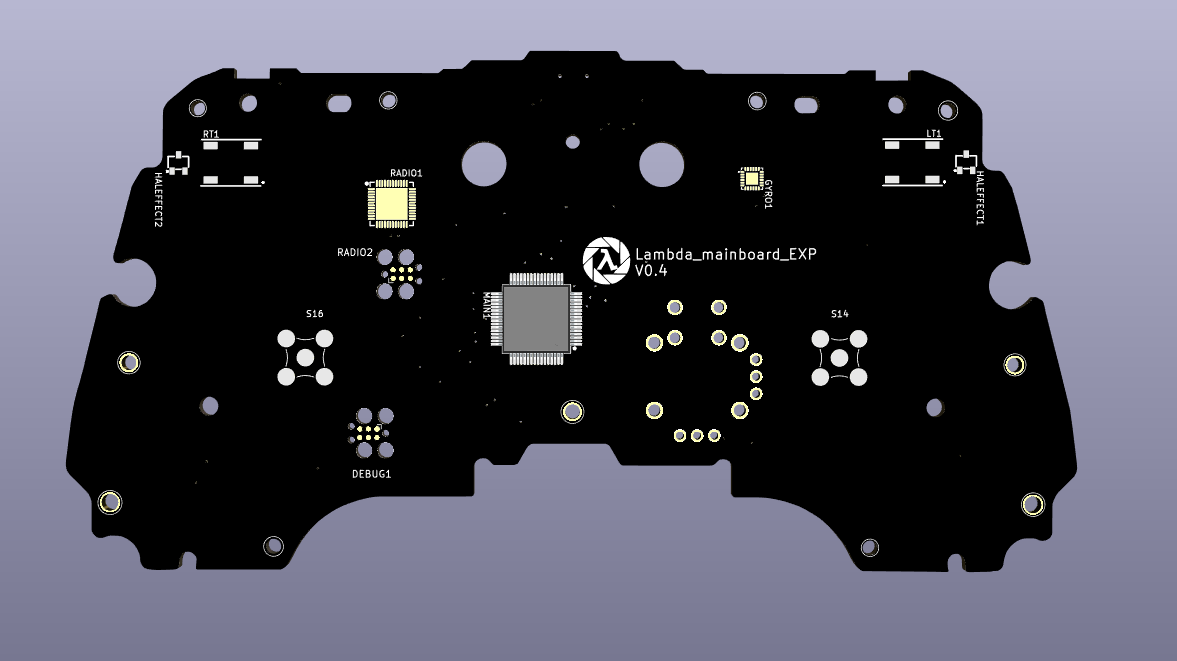 RT1
LT1
HALEFFECT2
RADIO1
GYRO1
HALEFFECT1
RADIO2
λ Lambda_mainboard_EXP
V0.4
MAIN1
S16
S14
DEBUG1